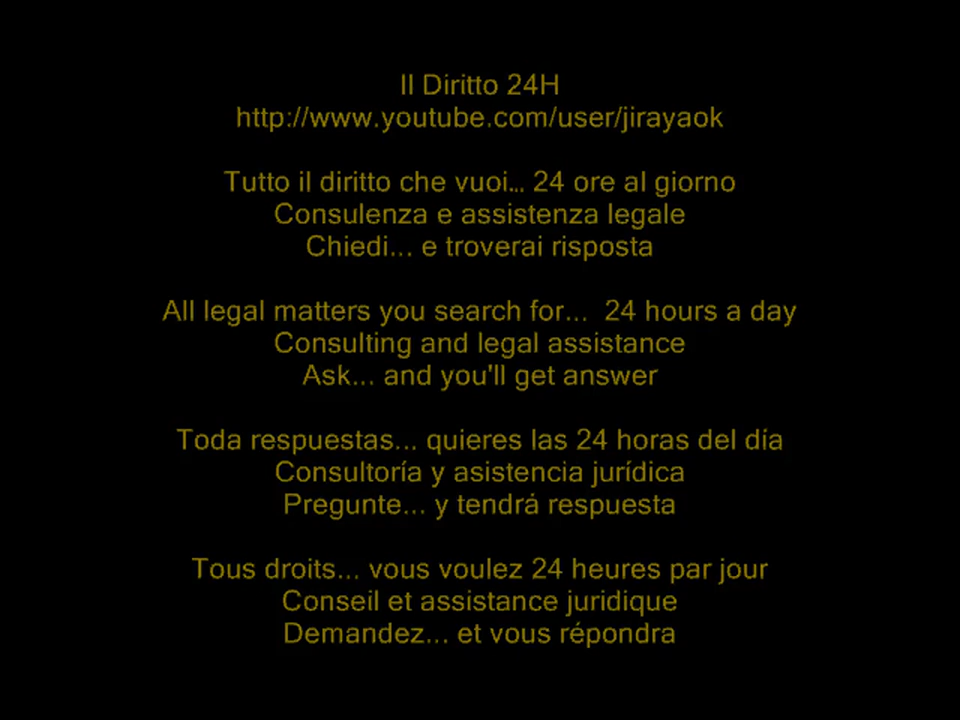 Il Diritto 24H
http://www.youtube.com/user/jirayaok
Tutto il diritto che vuoi… 24 ore al giorno
Consulenza e assistenza legale
Chiedi... e troverai risposta
All legal matters you search for...  24 hours a day
Consulting and legal assistance
Ask... and you'll get answer
Toda respuestas... quieres las 24 horas del día
Consultoría y asistencia jurídica
Pregunte... y tendrá respuesta
Tous droits... vous voulez 24 heures par jour
Conseil et assistance juridique
Demandez... et vous répondra